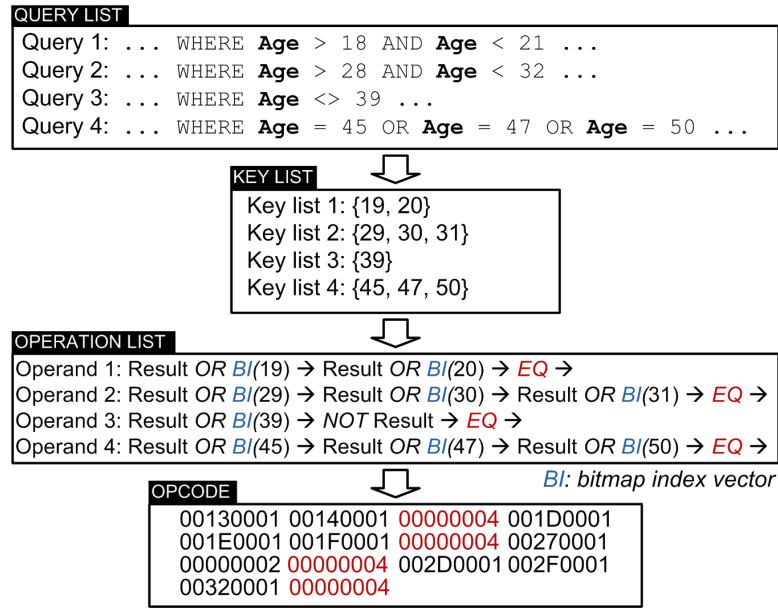 QUERY LIST
Query 1: ... WHERE Age > 18 AND Age < 21 ...
Query 2: ... WHERE Age > 28 AND Age < 32 ...
Query 3: ... WHERE Age <> 39 ...
Query 4: ... WHERE Age = 45 OR Age = 47 OR Age = 50 ...
KEY LIST
Key list 1: {19, 20}
Key list 2: {29, 30, 31}
Key list 3: {39}
Key list 4: {45, 47, 50}
OPERATION LIST
Operand 1: Result OR BI(19) → Result OR BI(20) → EQ →
Operand 2: Result OR BI(29) → Result OR BI(30) → Result OR BI(31) → EQ →
Operand 3: Result OR BI(39) → NOT Result → EQ →
Operand 4: Result OR BI(45) → Result OR BI(47) → Result OR BI(50) → EQ →
BI: bitmap index vector
OPCODE
00130001 00140001 00000004 001D0001
001E0001 001F0001 00000004 00270001
00000002 00000004 002D0001 002F0001
00320001 00000004